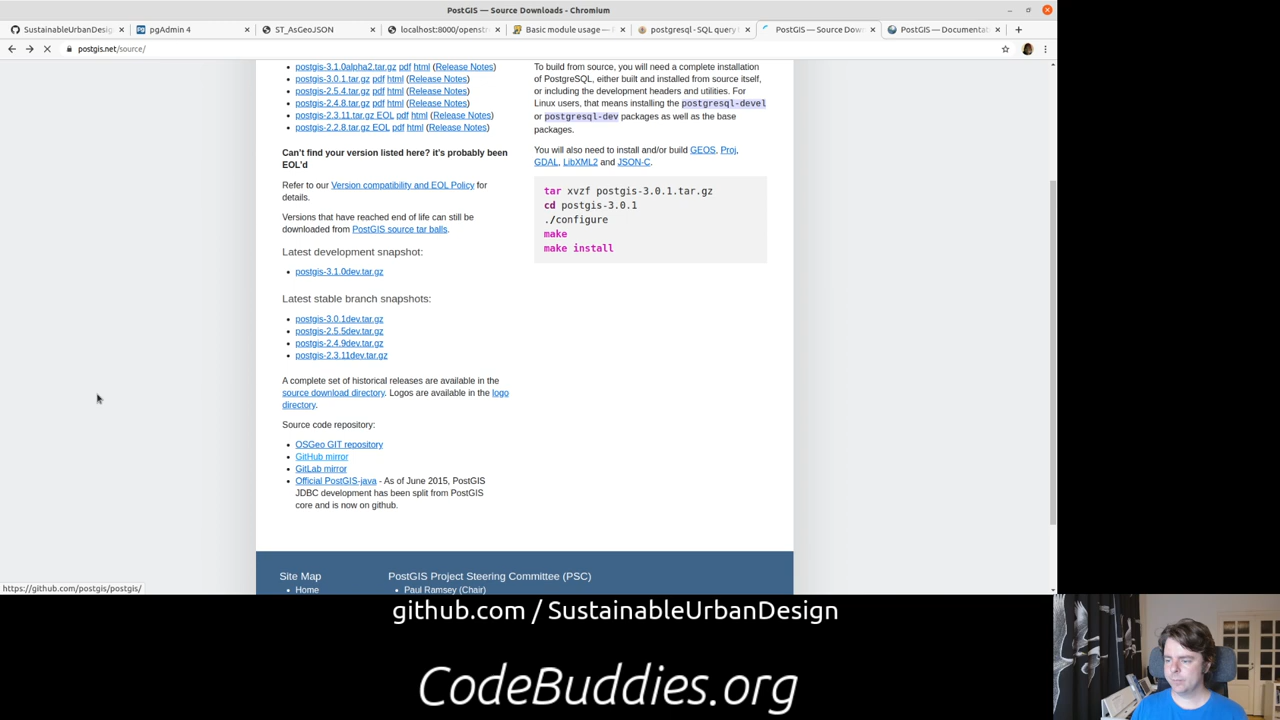 PostGIS — Source Downloads - Chromium
SustainableUrbanDesig
pgAdmin 4
ST_AsGeoJSON
localhost:8000/openstr
Basic module usage — 
postgresql - SQL query
PostGIS — Source Dow
PostGIS — Documentat
postgis.net/source/
postgis-3.1.0alpha2.tar.gz pdf html (Release Notes)
postgis-3.0.1.tar.gz pdf html (Release Notes)
postgis-2.5.4.tar.gz pdf html (Release Notes)
postgis-2.4.8.tar.gz pdf html (Release Notes)
postgis-2.3.11.tar.gz EOL pdf html (Release Notes)
postgis-2.2.8.tar.gz EOL pdf html (Release Notes)
Can't find your version listed here? it's probably been
EOL'd
Refer to our Version compatibility and EOL Policy for
details.
Versions that have reached end of life can still be
downloaded from PostGIS source tar balls.
Latest development snapshot:
postgis-3.1.0dev.tar.gz
Latest stable branch snapshots:
postgis-3.0.1dev.tar.gz
postgis-2.5.5dev.tar.gz
postgis-2.4.9dev.tar.gz
postgis-2.3.11dev.tar.gz
A complete set of historical releases are available in the
source download directory. Logos are available in the logo
directory.
Source code repository:
OSGeo GIT repository
GitHub mirror
GitLab mirror
Official PostGIS-java - As of June 2015, PostGIS
JDBC development has been split from PostGIS
core and is now on github.
To build from source, you will need a complete installation
of PostgreSQL, either built and installed from source itself,
or including the development headers and utilities. For
Linux users, that means installing the postgresql-devel
or postgresql-dev packages as well as the base
packages.
You will also need to install and/or build GEOS, Proj,
GDAL, LibXML2 and JSON-C.
tar xvzf postgis-3.0.1.tar.gz
cd postgis-3.0.1
./configure
make
make install
Site Map
Home
PostGIS Project Steering Committee (PSC)
Paul Ramsey (Chair)
https://github.com/postgis/postgis/
github.com / SustainableUrbanDesign
CodeBuddies.org